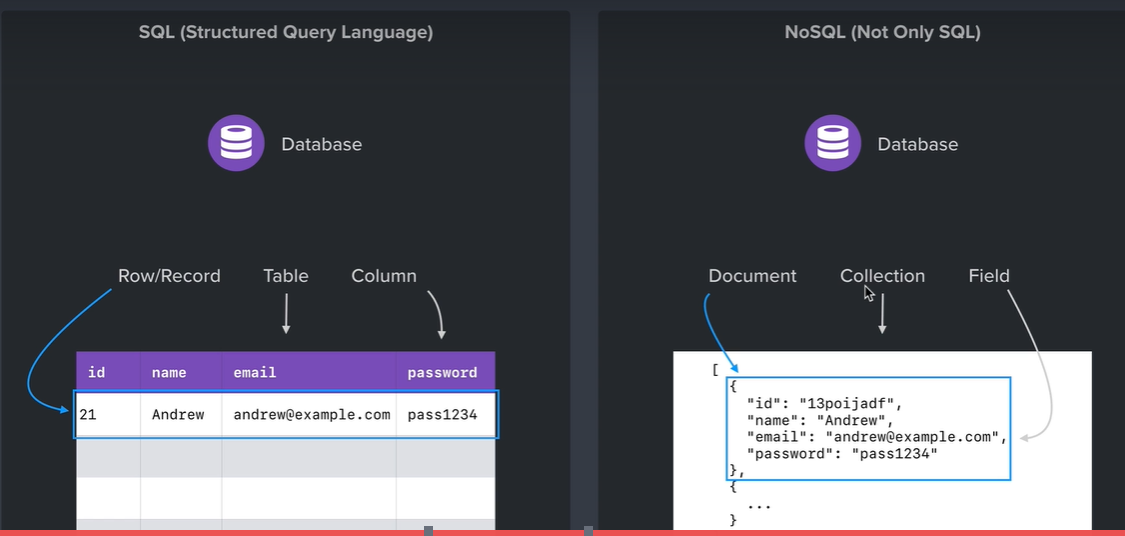 SQL (Structured Query Language)
Database
Row/Record Table Column
id name email password
21 Andrew andrew@example.com pass1234
NoSQL (Not Only SQL)
Database
Document Collection Field
[
{
"id": "13poijadf",
"name": "Andrew",
"email": "andrew@example.com",
"password": "pass1234"
},
{
...
}